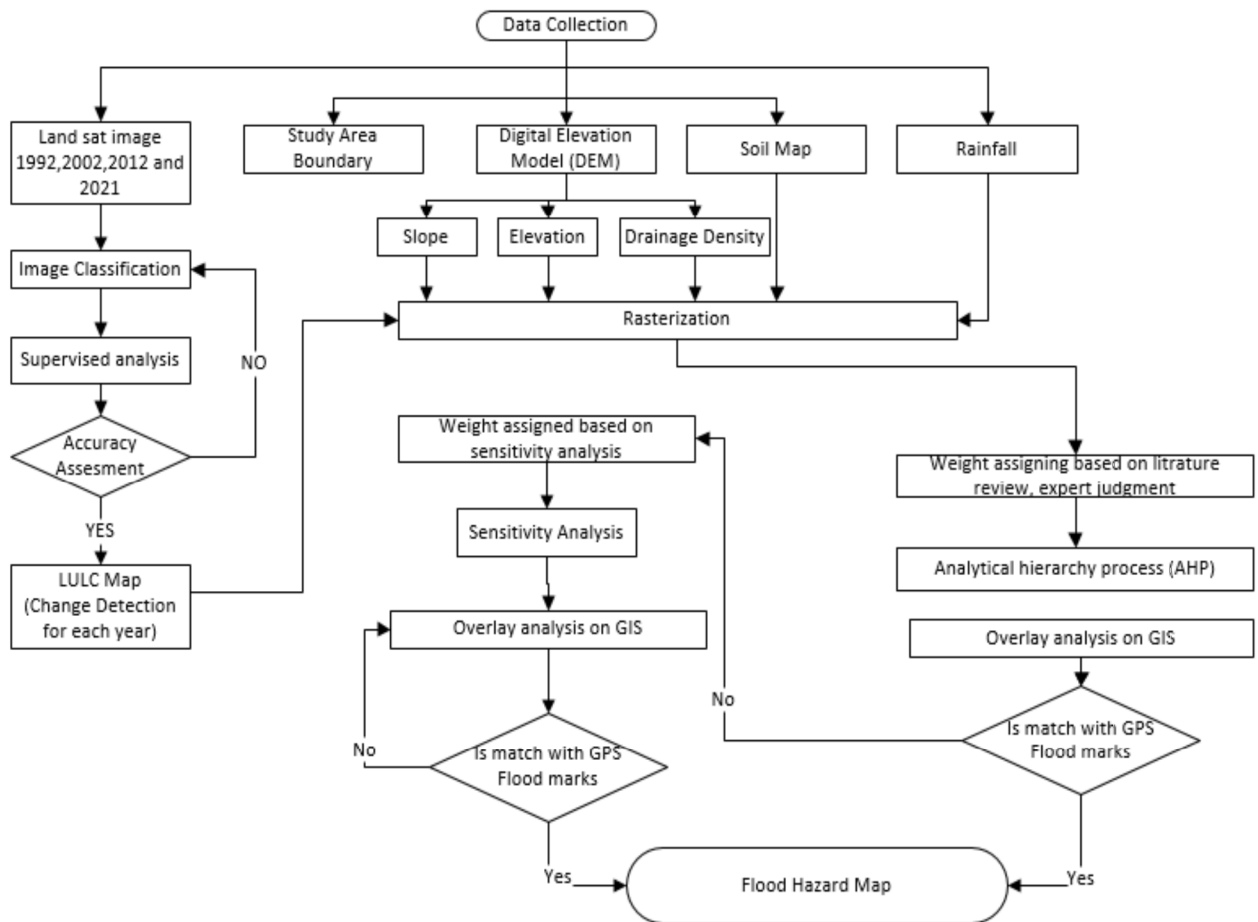 Data Collection
Land sat image
1992,2002,2012 and
2021
Study Area
Boundary
Digital Elevation
Model (DEM)
Soil Map
Rainfall
Slope
Elevation
Drainage Density
Image Classification
Rasterization
Supervised analysis
NO
Accuracy
Assesment
YES
LULC Map
(Change Detection
for each year)
Weight assigned based on
sensitivity analysis
Sensitivity Analysis
Overlay analysis on GIS
No
Is match with GPS
Flood marks
Yes
Weight assigning based on litrature
review, expert judgment
Analytical hierarchy process (AHP)
Overlay analysis on GIS
No
Is match with GPS
Flood marks
Yes
Flood Hazard Map